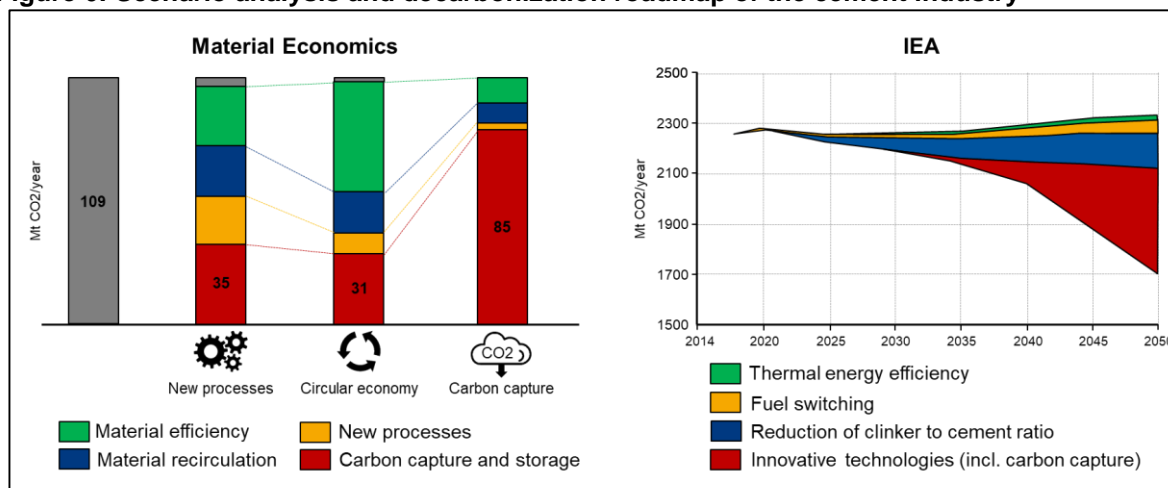 Material Economics
Mt CO2/year
109
35
31
85
CO2
New processes
Circular economy
Carbon capture
Material efficiency
New processes
Material recirculation
Carbon capture and storage
IEA
Mt CO2/year
2500
2300
2100
1900
1700
1500
2014
2020
2025
2030
2035
2040
2045
2050
Thermal energy efficiency
Fuel switching
Reduction of clinker to cement ratio
Innovative technologies (incl. carbon capture)